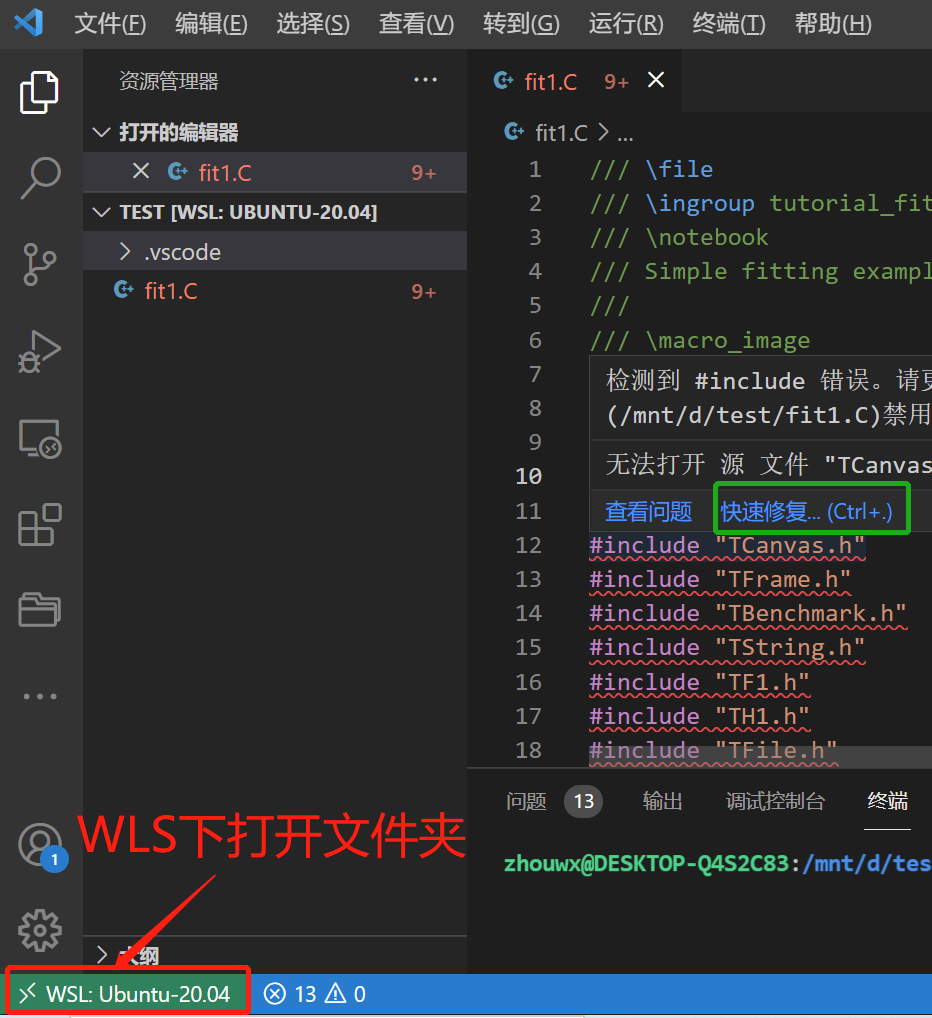 文件(F) 编辑(E) 选择(S) 查看(V) 转到(G) 运行(R) 终端(T) 帮助(H)
资源管理器 ···
打开的编辑器
fit1.C 9+
TEST [WSL: UBUNTU-20.04]
.vscode
fit1.C 9+
fit1.C 9+
fit1.C > ...
1 /// \file
2 /// \ingroup tutorial_fit
3 /// \notebook
4 /// Simple fitting exampl
5 ///
6 /// \macro_image
7
8
9
10
11
检测到 #include 错误。请更
(/mnt/d/test/fit1.C)禁用
无法打开 源 文件 "TCanvas
查看问题 快速修复... (Ctrl+.)
12 #include "TCanvas.h"
13 #include "TFrame.h"
14 #include "TBenchmark.h"
15 #include "TString.h"
16 #include "TF1.h"
17 #include "TH1.h"
18 #include "TFile.h"
问题 13 输出 调试控制台 终端
zhouwx@DESKTOP-Q4S2C83:/mnt/d/tes
1
WLS下打开文件夹
大纲
WSL: Ubuntu-20.04 13 0